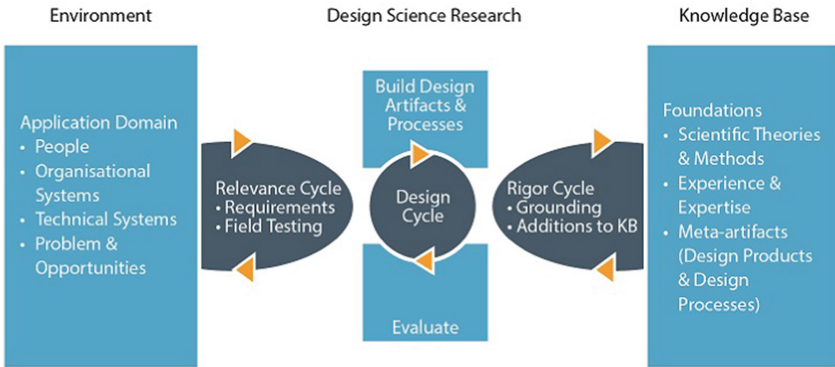 Environment
Design Science Research
Knowledge Base
Application Domain
• People
• Organisational
Systems
• Technical Systems
• Problem &
Opportunities
Relevance Cycle
• Requirements
• Field Testing
Build Design
Artifacts &
Processes
Design
Cycle
Evaluate
Rigor Cycle
• Grounding
• Additions to KB
Foundations
• Scientific Theories
& Methods
• Experience &
Expertise
• Meta-artifacts
(Design Products
& Design
Processes)